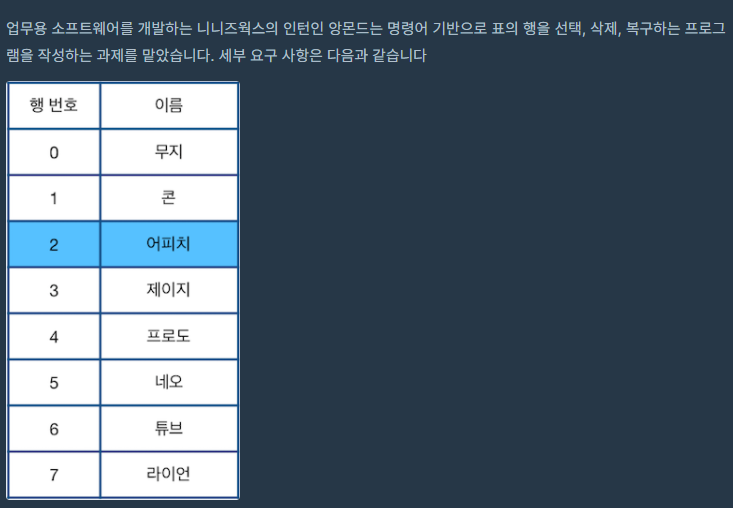 업무용 소프트웨어를 개발하는 니니즈웍스의 인턴인 앙몬드는 명령어 기반으로 표의 행을 선택, 삭제, 복구하는 프로그
램을 작성하는 과제를 맡았습니다. 세부 요구 사항은 다음과 같습니다
행 번호 이름
0 무지
1 콘
2 어피치
3 제이지
4 프로도
5 네오
6 튜브
7 라이언